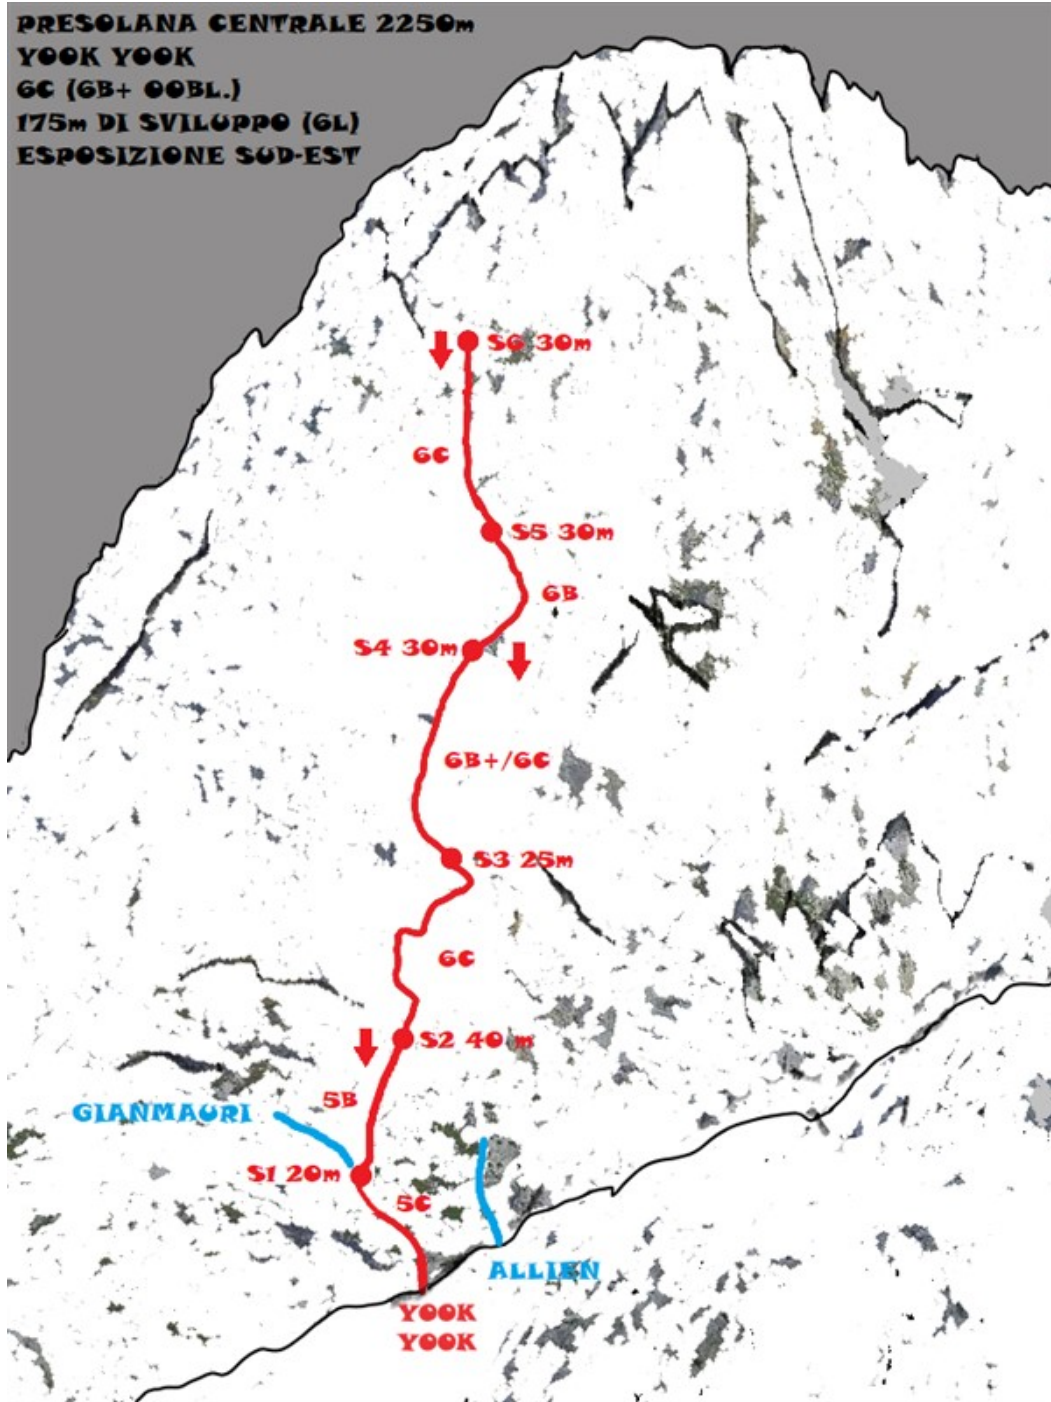 PRESOLANA CENTRALE 2250m
YOOK YOOK
6C (6B+ OOBL.)
175m DI SVILUPPO (6L)
ESPOSIZIONE SUD-EST
S6 30m
6C
S5 30m
6B
S4 30m
6B+/6C
S3 25m
6C
S2 40 m
5B
GIANMAURI
S1 20m
5C
ALLIEN
YOOK
YOOK